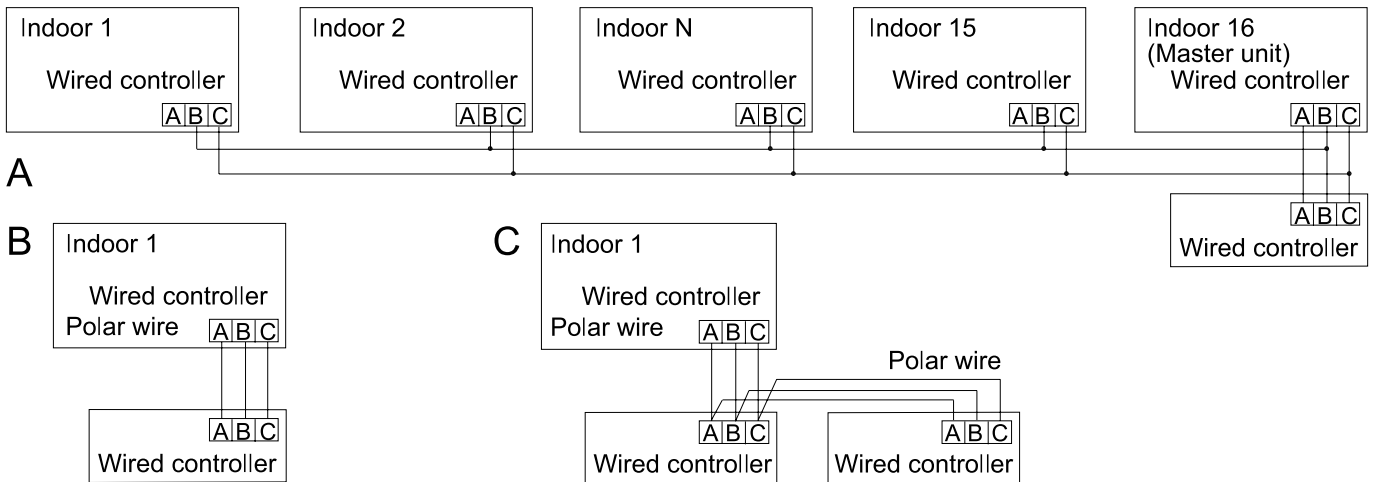 Indoor 1
Wired controller
A B C
Indoor 2
Wired controller
A B C
Indoor N
Wired controller
A B C
Indoor 15
Wired controller
A B C
Indoor 16
(Master unit)
Wired controller
A B C
A
A B C
Wired controller
B
Indoor 1
Wired controller
Polar wire
A B C
A B C
Wired controller
C
Indoor 1
Wired controller
Polar wire
A B C
Polar wire
A B C
Wired controller
A B C
Wired controller